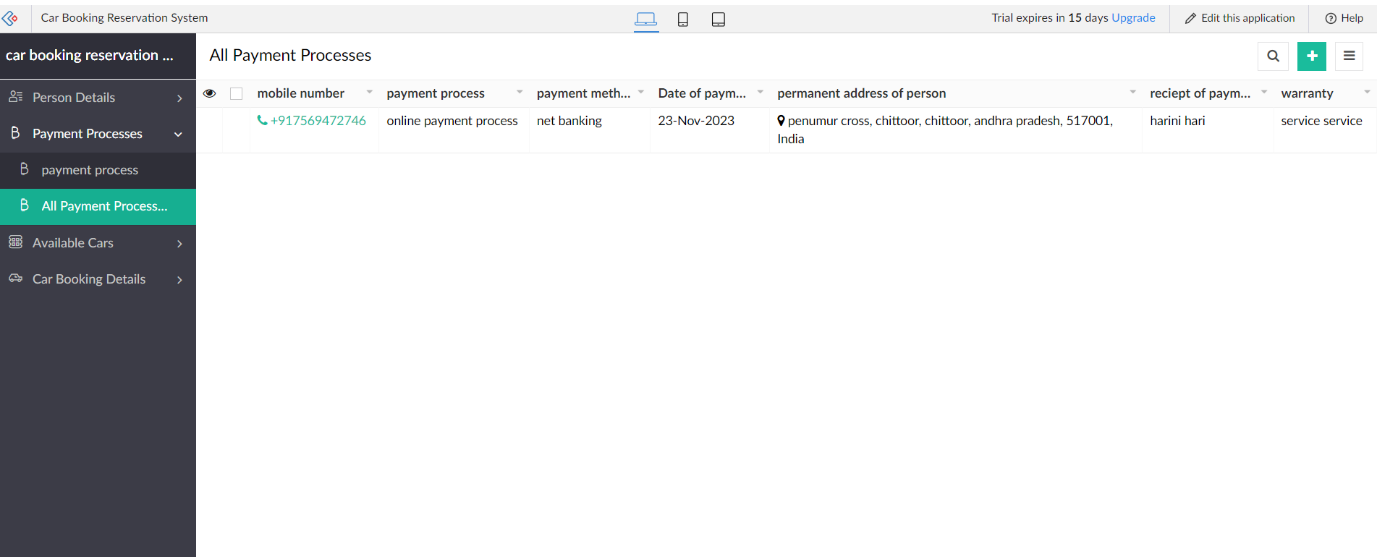 Car Booking Reservation System
Trial expires in 15 days Upgrade
Edit this application
Help
car booking reservation ...
Person Details
Payment Processes
payment process
All Payment Process...
Available Cars
Car Booking Details
All Payment Processes
mobile number payment process payment meth... Date of paym... permanent address of person reciept of paym... warranty
+917569472746 online payment process net banking 23-Nov-2023 penumur cross, chittoor, chittoor, andhra pradesh, 517001, harini hari service service
India